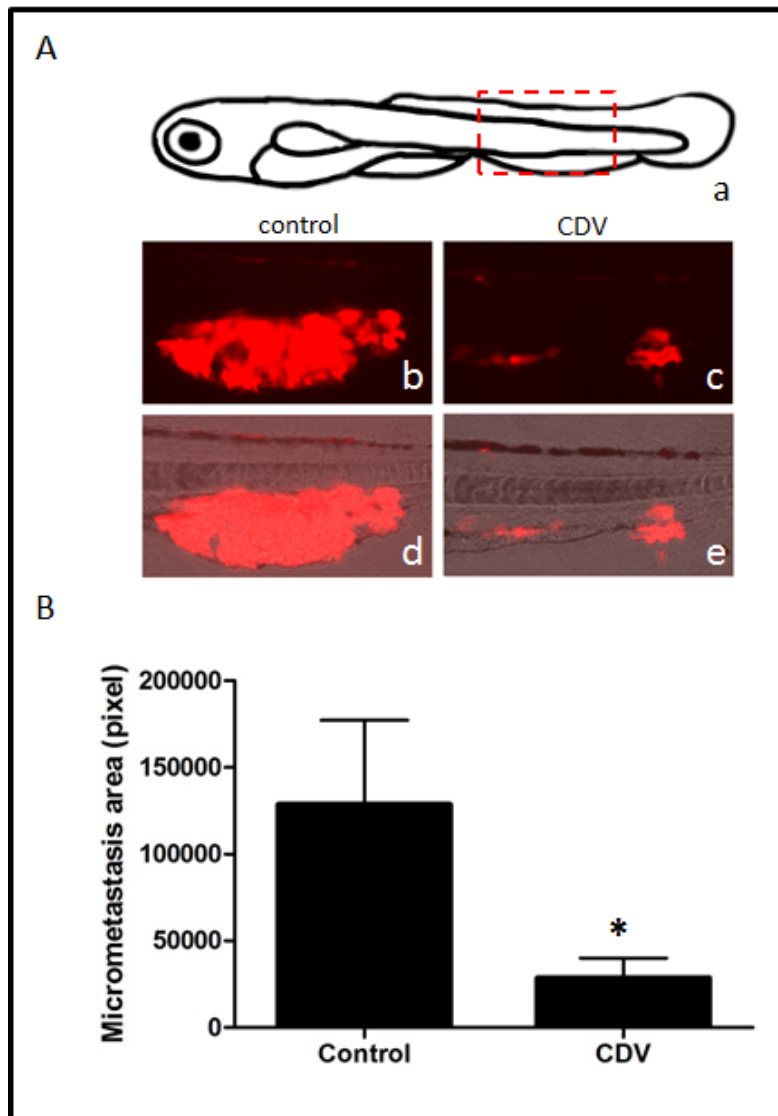 A
a
control CDV
b c
d e
B
Micrometastasis area (pixel)
200000
150000
100000
50000
0
*
Control CDV